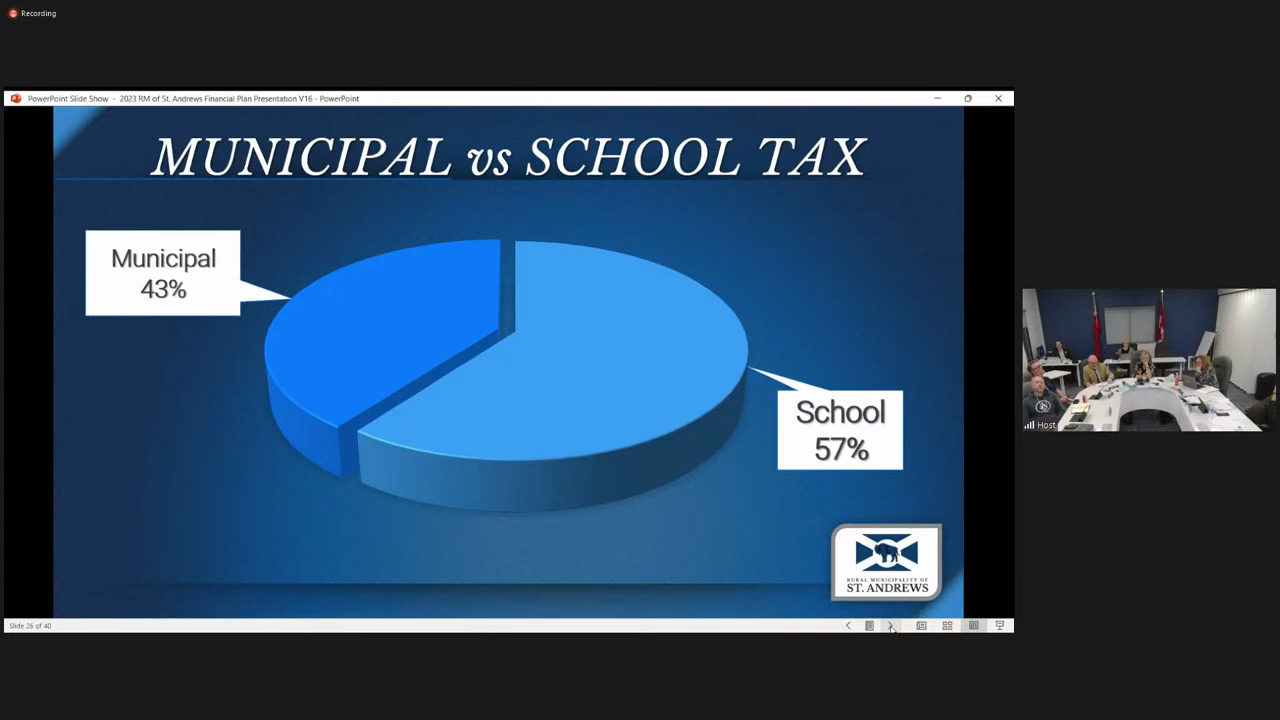 Recording
PowerPoint Slide Show - 2023 RM of St. Andrews Financial Plan Presentation V16 - PowerPoint
MUNICIPAL vs SCHOOL TAX
Municipal
43%
School
57%
RURAL MUNICIPALITY OF
ST. ANDREWS
Host
Slide 26 of 40